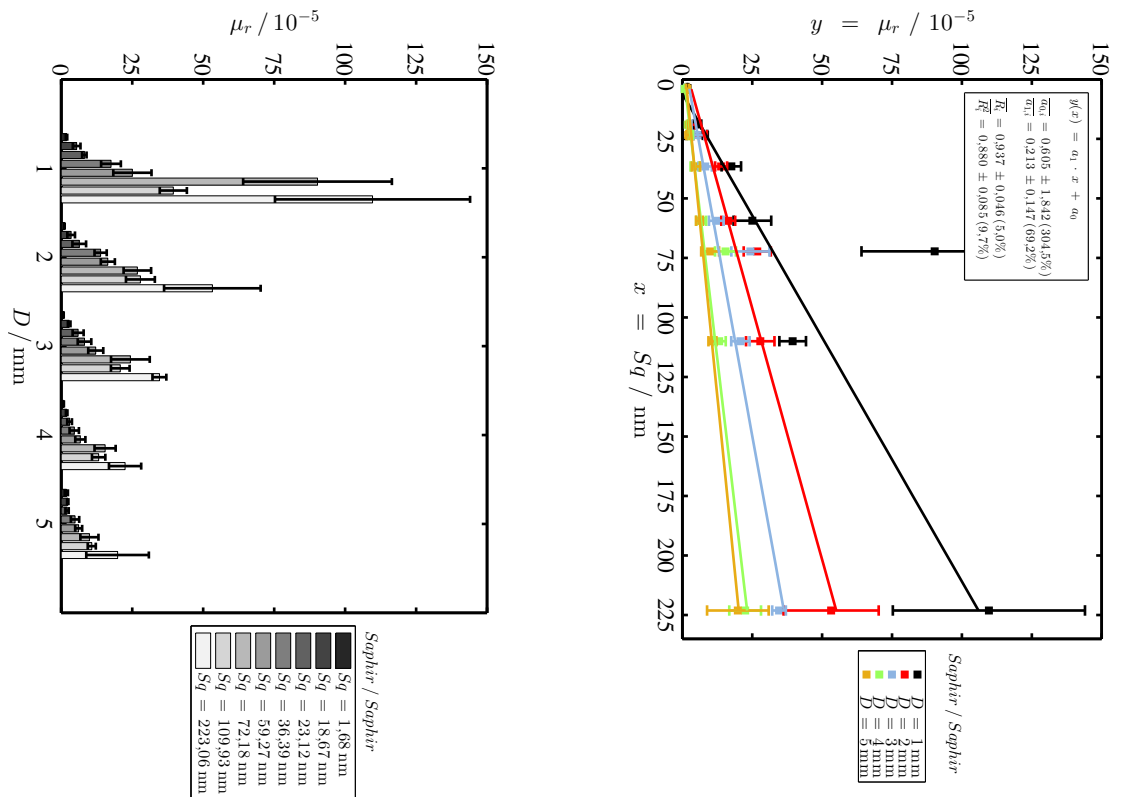 y(x) = a₁ · x + a₀
a₀,ᵢ = 0,605 ± 1,842 (304,5%)
a₁,ᵢ = 0,213 ± 0,147 (69,2%)
Rᵢ = 0,937 ± 0,046 (5,0%)
Rᵢ² = 0,880 ± 0,085 (9,7%)
y = μᵣ / 10⁻⁵
150
125
100
75
50
25
0
0 25 50 75 100 125 150 175 200 225
x = Sq / nm
Saphir / Saphir
D = 1 mm
D = 2 mm
D = 3 mm
D = 4 mm
D = 5 mm
μᵣ / 10⁻⁵
150
125
100
75
50
25
0
1 2 3 4 5
D / mm
Saphir / Saphir
Sq = 1,68 nm
Sq = 18,67 nm
Sq = 23,12 nm
Sq = 36,39 nm
Sq = 59,27 nm
Sq = 72,18 nm
Sq = 109,93 nm
Sq = 223,06 nm